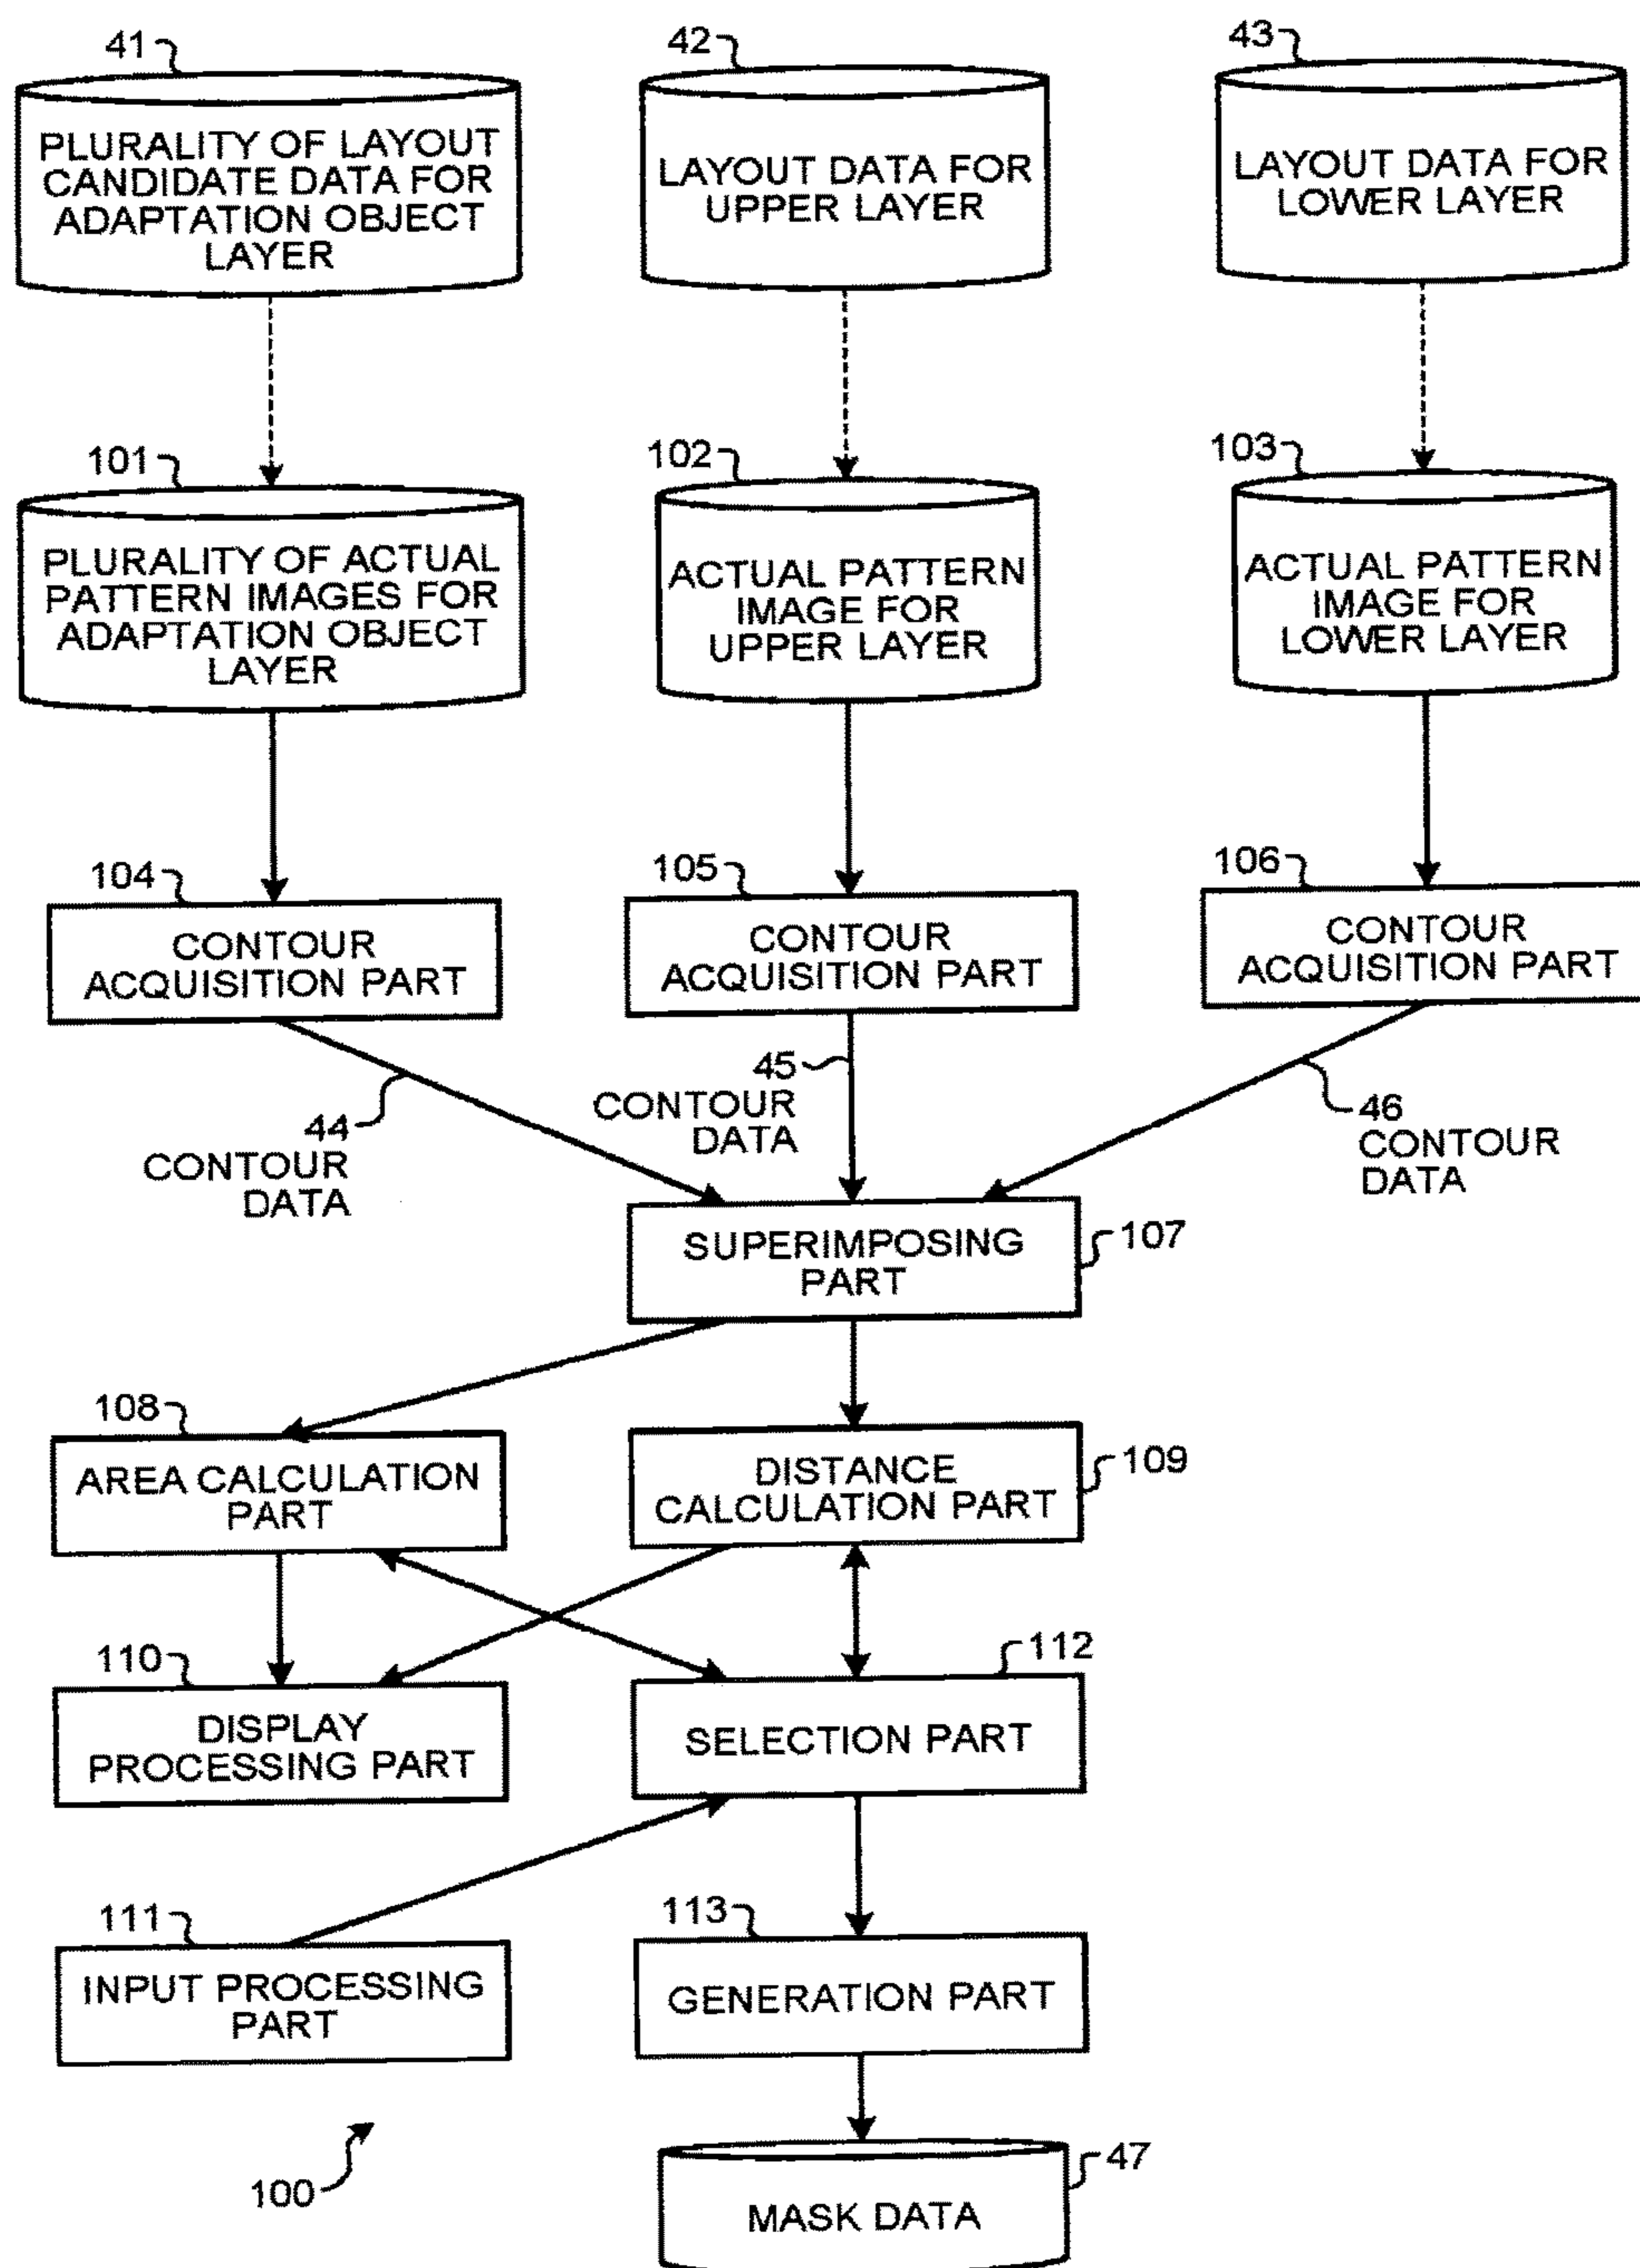 41
PLURALITY OF LAYOUT
CANDIDATE DATA FOR
ADAPTATION OBJECT
LAYER
42
LAYOUT DATA FOR
UPPER LAYER
43
LAYOUT DATA FOR
LOWER LAYER
101
PLURALITY OF ACTUAL
PATTERN IMAGES FOR
ADAPTATION OBJECT
LAYER
102
ACTUAL PATTERN
IMAGE FOR
UPPER LAYER
103
ACTUAL PATTERN
IMAGE FOR
LOWER LAYER
104
CONTOUR
ACQUISITION PART
105
CONTOUR
ACQUISITION PART
106
CONTOUR
ACQUISITION PART
44
CONTOUR
DATA
45
CONTOUR
DATA
46
CONTOUR
DATA
SUPERIMPOSING
PART
107
108
AREA CALCULATION
PART
DISTANCE
CALCULATION PART
109
110
DISPLAY
PROCESSING PART
112
SELECTION PART
111
INPUT PROCESSING
PART
113
GENERATION PART
100
47
MASK DATA